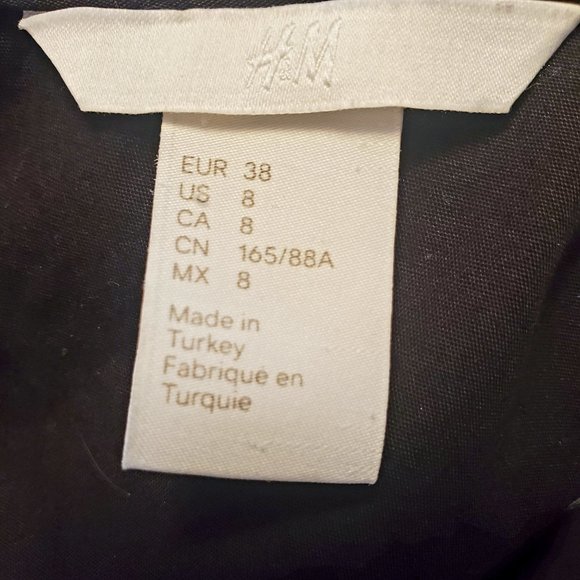 H&M
EUR 38
US 8
CA 8
CN 165/88A
MX 8
Made in
Turkey
Fabriqué en
Turquie